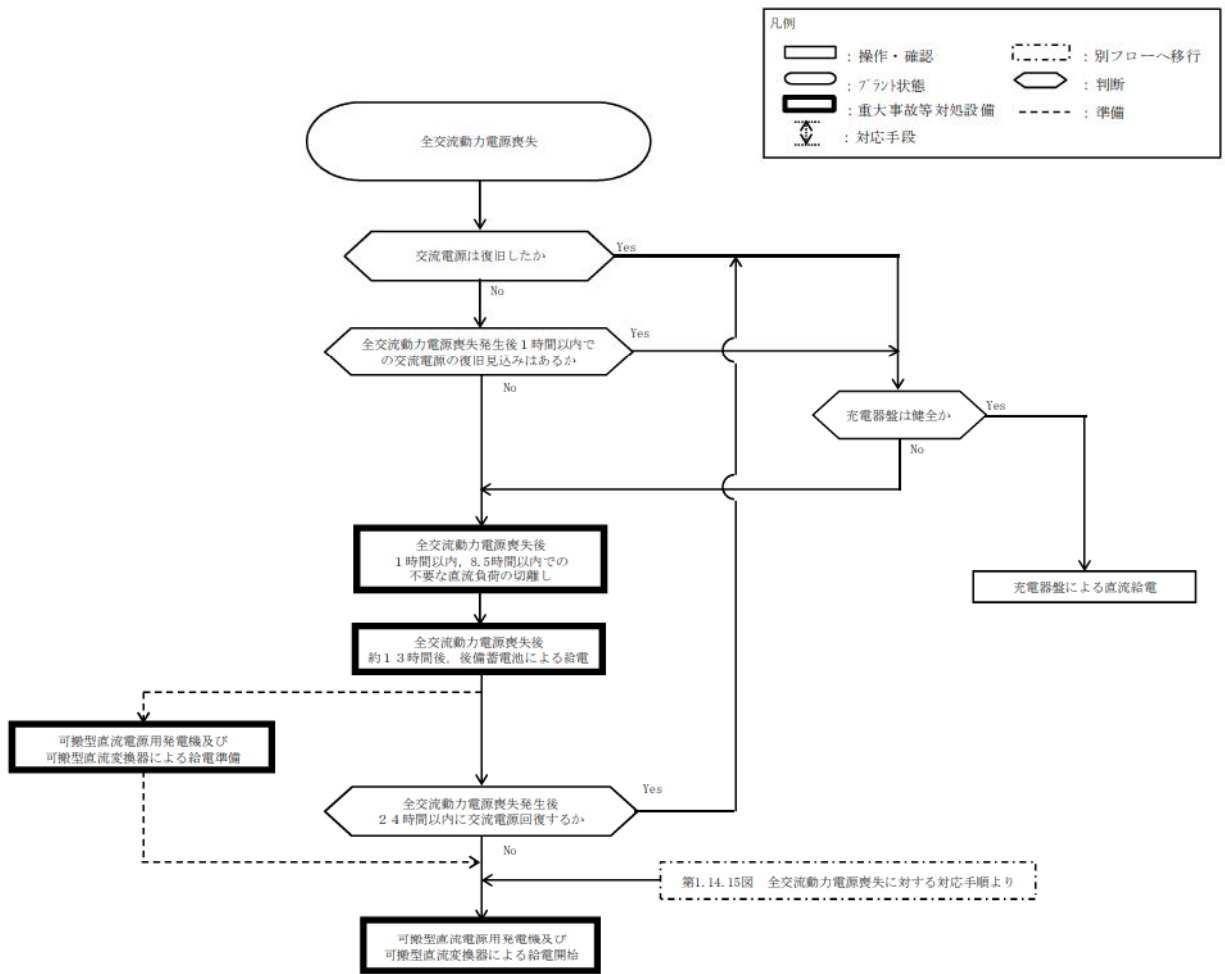 凡例
：操作・確認
：プラント状態
：重大事故等対処設備
：対応手段
：別フローへ移行
：判断
：準備
全交流動力電源喪失
交流電源は復旧したか
Yes
No
全交流動力電源喪失発生後１時間以内で
の交流電源の復旧見込みはあるか
Yes
No
充電器盤は健全か
Yes
No
全交流動力電源喪失後
１時間以内，8.5時間以内での
不要な直流負荷の切離し
充電器盤による直流給電
全交流動力電源喪失後
約１３時間後，後備蓄電池による給電
可搬型直流電源用発電機及び
可搬型直流変換器による給電準備
全交流動力電源喪失発生後
２４時間以内に交流電源回復するか
Yes
No
第1.14.15図　全交流動力電源喪失に対する対応手順より
可搬型直流電源用発電機及び
可搬型直流変換器による給電開始